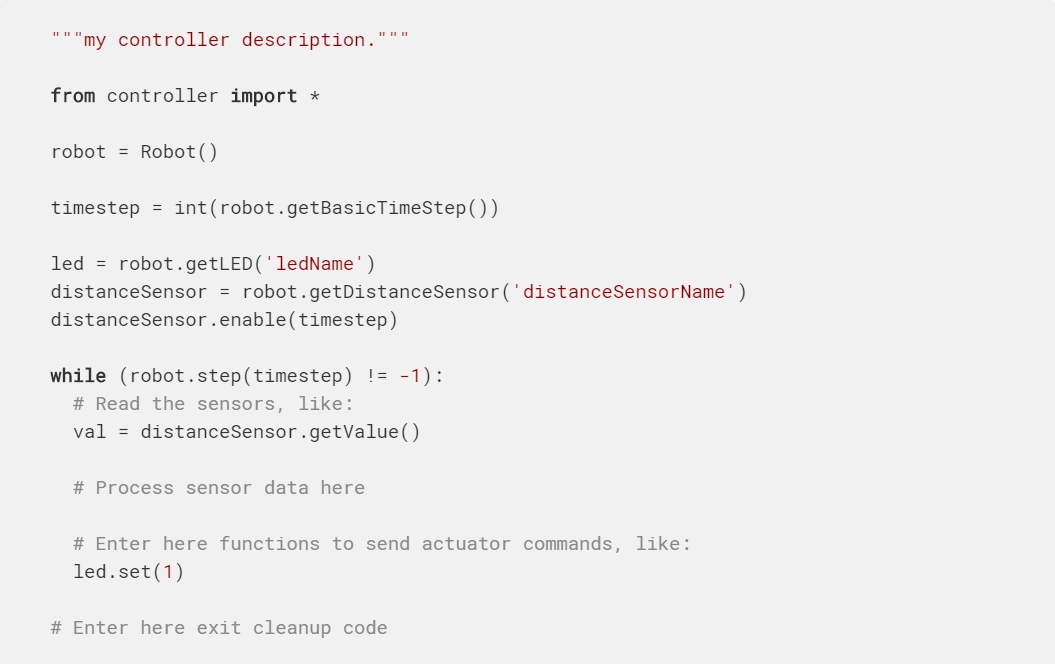 """my controller description."""
from controller import *
robot = Robot()
timestep = int(robot.getBasicTimeStep())
led = robot.getLED('ledName')
distanceSensor = robot.getDistanceSensor('distanceSensorName')
distanceSensor.enable(timestep)
while (robot.step(timestep) != -1):
  # Read the sensors, like:
  val = distanceSensor.getValue()
  # Process sensor data here
  # Enter here functions to send actuator commands, like:
  led.set(1)
# Enter here exit cleanup code